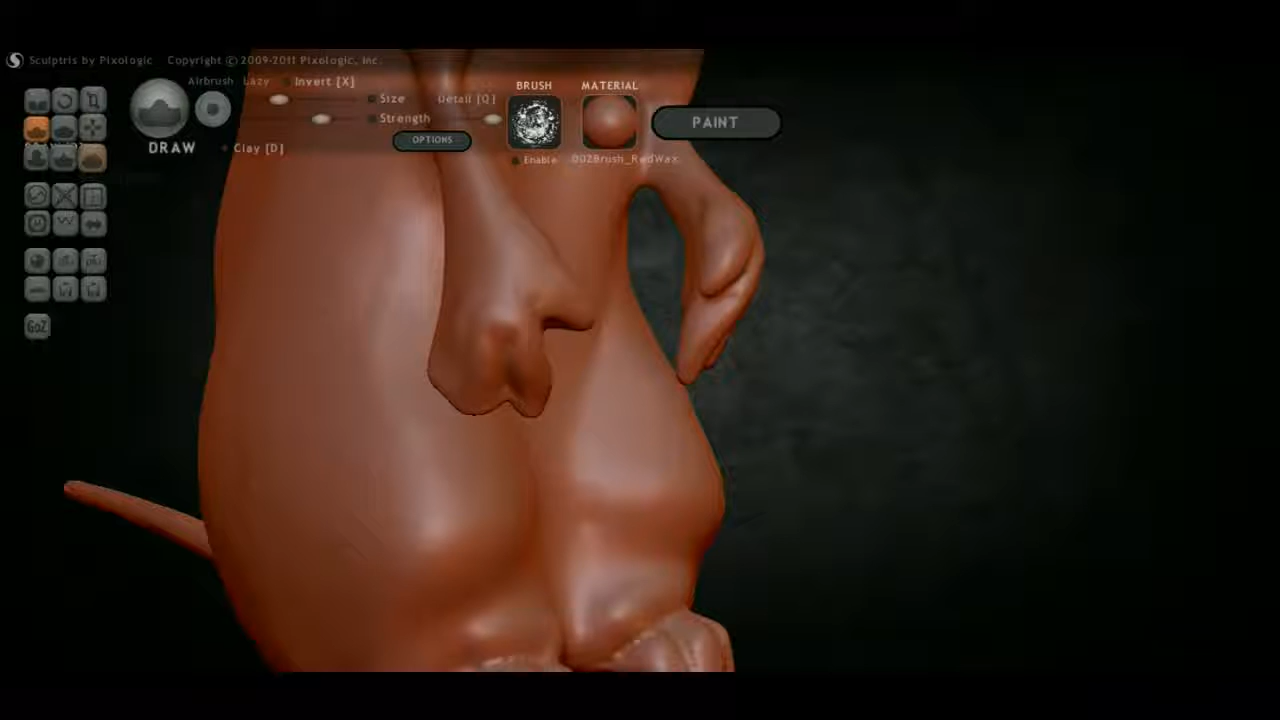 Sculptris by Pixologic Copyright © 2009-2011 Pixologic, Inc.
Airbrush Lazy Invert [X]
Size Detail [Q]
Strength
OPTIONS
DRAW Clay [D]
BRUSH MATERIAL
Enable 002Brush_RedWax
PAINT
GoZ